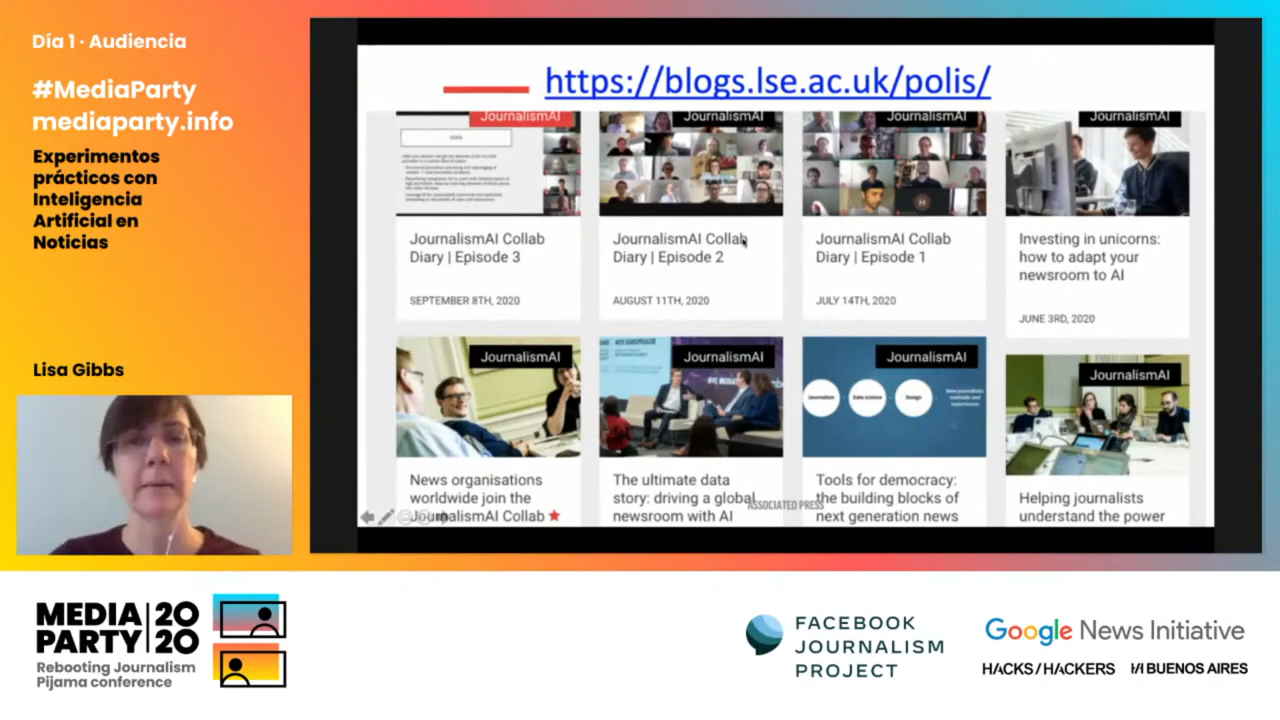 Día 1 · Audiencia
#MediaParty
mediaparty.info
Experimentos
prácticos con
Inteligencia
Artificial en
Noticias
Lisa Gibbs
https://blogs.lse.ac.uk/polis/
JournalismAI
JournalismAI
JournalismAI
JournalismAI
IDEA
H
JournalismAI Collab
Diary | Episode 3
SEPTEMBER 8TH, 2020
JournalismAI Collab
Diary | Episode 2
AUGUST 11TH, 2020
JournalismAI Collab
Diary | Episode 1
JULY 14TH, 2020
Investing in unicorns:
how to adapt your
newsroom to AI
JUNE 3RD, 2020
JournalismAI
JournalismAI
JournalismAI
JournalismAI
Journalism
Data science
Design
News organisations
worldwide join the
JournalismAI Collab
The ultimate data
story: driving a global
newsroom with AI
Tools for democracy:
the building blocks of
next generation news
Helping journalists
understand the power
ASSOCIATED PRESS
MEDIA 20
PARTY 20
Rebooting Journalism
Pijama conference
FACEBOOK
JOURNALISM
PROJECT
Google News Initiative
HACKS/HACKERS
H/H BUENOS AIRES